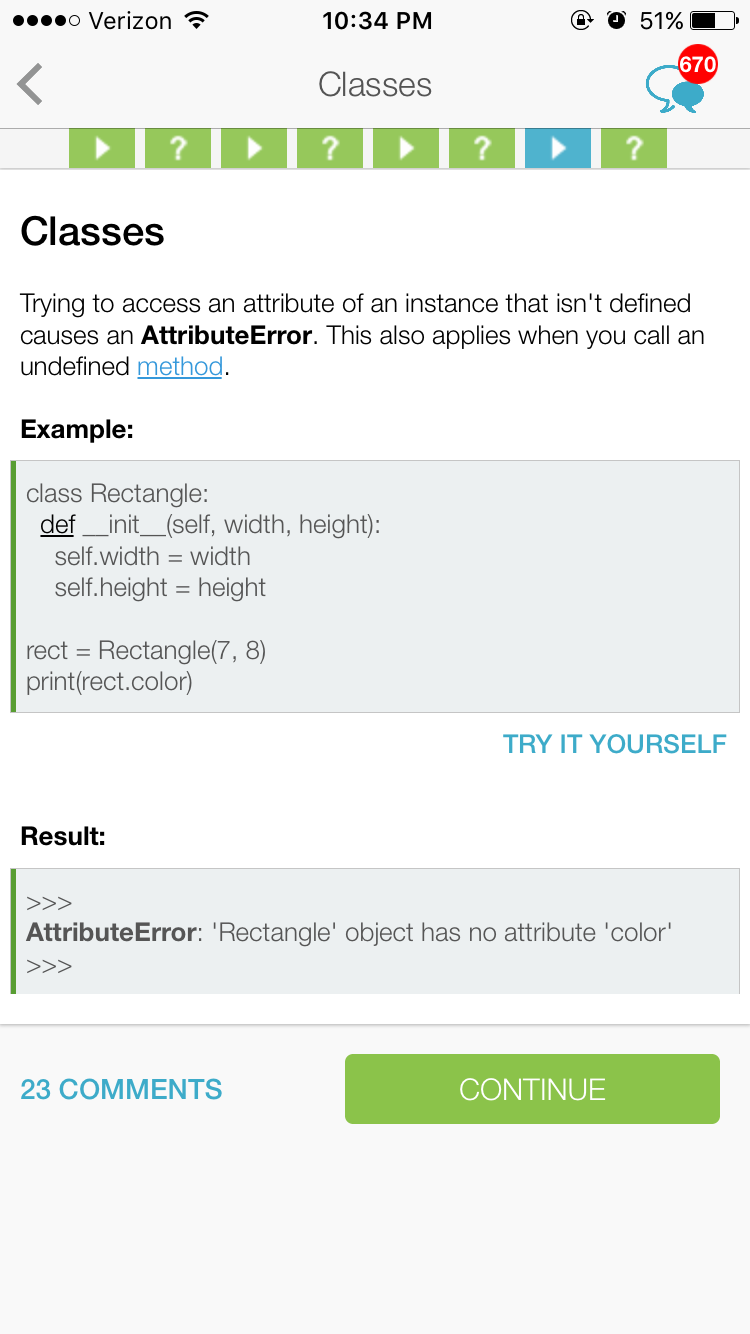 Verizon 10:34 PM 51%
Classes 670
? ? ? ?
Classes
Trying to access an attribute of an instance that isn't defined
causes an AttributeError. This also applies when you call an
undefined method.
Example:
class Rectangle:
  def __init__(self, width, height):
    self.width = width
    self.height = height
rect = Rectangle(7, 8)
print(rect.color)
TRY IT YOURSELF
Result:
>>>
AttributeError: 'Rectangle' object has no attribute 'color'
>>>
23 COMMENTS CONTINUE